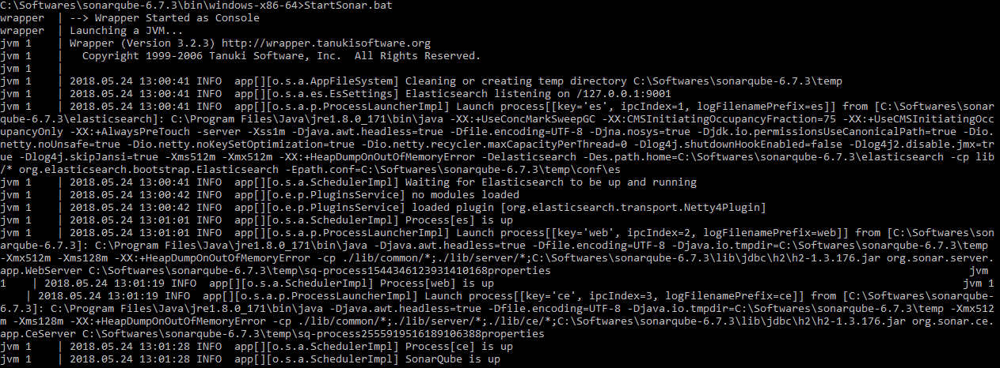 C:\Softwares\sonarqube-6.7.3\bin\windows-x86-64>StartSonar.bat
wrapper  | --> Wrapper Started as Console
wrapper  | Launching a JVM...
jvm 1    | Wrapper (Version 3.2.3) http://wrapper.tanukisoftware.org
jvm 1    |   Copyright 1999-2006 Tanuki Software, Inc.  All Rights Reserved.
jvm 1    |
jvm 1    | 2018.05.24 13:00:41 INFO  app[][o.s.a.AppFileSystem] Cleaning or creating temp directory C:\Softwares\sonarqube-6.7.3\temp
jvm 1    | 2018.05.24 13:00:41 INFO  app[][o.s.a.es.EsSettings] Elasticsearch listening on /127.0.0.1:9001
jvm 1    | 2018.05.24 13:00:41 INFO  app[][o.s.a.p.ProcessLauncherImpl] Launch process[[key='es', ipcIndex=1, logFilenamePrefix=es]] from [C:\Softwares\sonar
qube-6.7.3\elasticsearch]: C:\Program Files\Java\jre1.8.0_171\bin\java -XX:+UseConcMarkSweepGC -XX:CMSInitiatingOccupancyFraction=75 -XX:+UseCMSInitiatingOcc
upancyOnly -XX:+AlwaysPreTouch -server -Xss1m -Djava.awt.headless=true -Dfile.encoding=UTF-8 -Djna.nosys=true -Djdk.io.permissionsUseCanonicalPath=true -Dio.
netty.noUnsafe=true -Dio.netty.noKeySetOptimization=true -Dio.netty.recycler.maxCapacityPerThread=0 -Dlog4j.shutdownHookEnabled=false -Dlog4j2.disable.jmx=tr
ue -Dlog4j.skipJansi=true -Xms512m -Xmx512m -XX:+HeapDumpOnOutOfMemoryError -Delasticsearch -Des.path.home=C:\Softwares\sonarqube-6.7.3\elasticsearch -cp lib
/* org.elasticsearch.bootstrap.Elasticsearch -Epath.conf=C:\Softwares\sonarqube-6.7.3\temp\conf\es
jvm 1    | 2018.05.24 13:00:41 INFO  app[][o.s.a.SchedulerImpl] Waiting for Elasticsearch to be up and running
jvm 1    | 2018.05.24 13:00:42 INFO  app[][o.e.p.PluginsService] no modules loaded
jvm 1    | 2018.05.24 13:00:42 INFO  app[][o.e.p.PluginsService] loaded plugin [org.elasticsearch.transport.Netty4Plugin]
jvm 1    | 2018.05.24 13:01:01 INFO  app[][o.s.a.SchedulerImpl] Process[es] is up
jvm 1    | 2018.05.24 13:01:01 INFO  app[][o.s.a.p.ProcessLauncherImpl] Launch process[[key='web', ipcIndex=2, logFilenamePrefix=web]] from [C:\Softwares\son
arqube-6.7.3]: C:\Program Files\Java\jre1.8.0_171\bin\java -Djava.awt.headless=true -Dfile.encoding=UTF-8 -Djava.io.tmpdir=C:\Softwares\sonarqube-6.7.3\temp
-Xmx512m -Xms128m -XX:+HeapDumpOnOutOfMemoryError -cp ./lib/common/*;./lib/server/*;C:\Softwares\sonarqube-6.7.3\lib\jdbc\h2\h2-1.3.176.jar org.sonar.server.
app.WebServer C:\Softwares\sonarqube-6.7.3\temp\sq-process1544346123931410168properties                                                                  jvm
1    | 2018.05.24 13:01:19 INFO  app[][o.s.a.SchedulerImpl] Process[web] is up                                                                          jvm 1
    | 2018.05.24 13:01:19 INFO  app[][o.s.a.p.ProcessLauncherImpl] Launch process[[key='ce', ipcIndex=3, logFilenamePrefix=ce]] from [C:\Softwares\sonarqube-
6.7.3]: C:\Program Files\Java\jre1.8.0_171\bin\java -Djava.awt.headless=true -Dfile.encoding=UTF-8 -Djava.io.tmpdir=C:\Softwares\sonarqube-6.7.3\temp -Xmx512
m -Xms128m -XX:+HeapDumpOnOutOfMemoryError -cp ./lib/common/*;./lib/server/*;./lib/ce/*;C:\Softwares\sonarqube-6.7.3\lib\jdbc\h2\h2-1.3.176.jar org.sonar.ce.
app.CeServer C:\Softwares\sonarqube-6.7.3\temp\sq-process2555919516189106388properties
jvm 1    | 2018.05.24 13:01:28 INFO  app[][o.s.a.SchedulerImpl] Process[ce] is up
jvm 1    | 2018.05.24 13:01:28 INFO  app[][o.s.a.SchedulerImpl] SonarQube is up